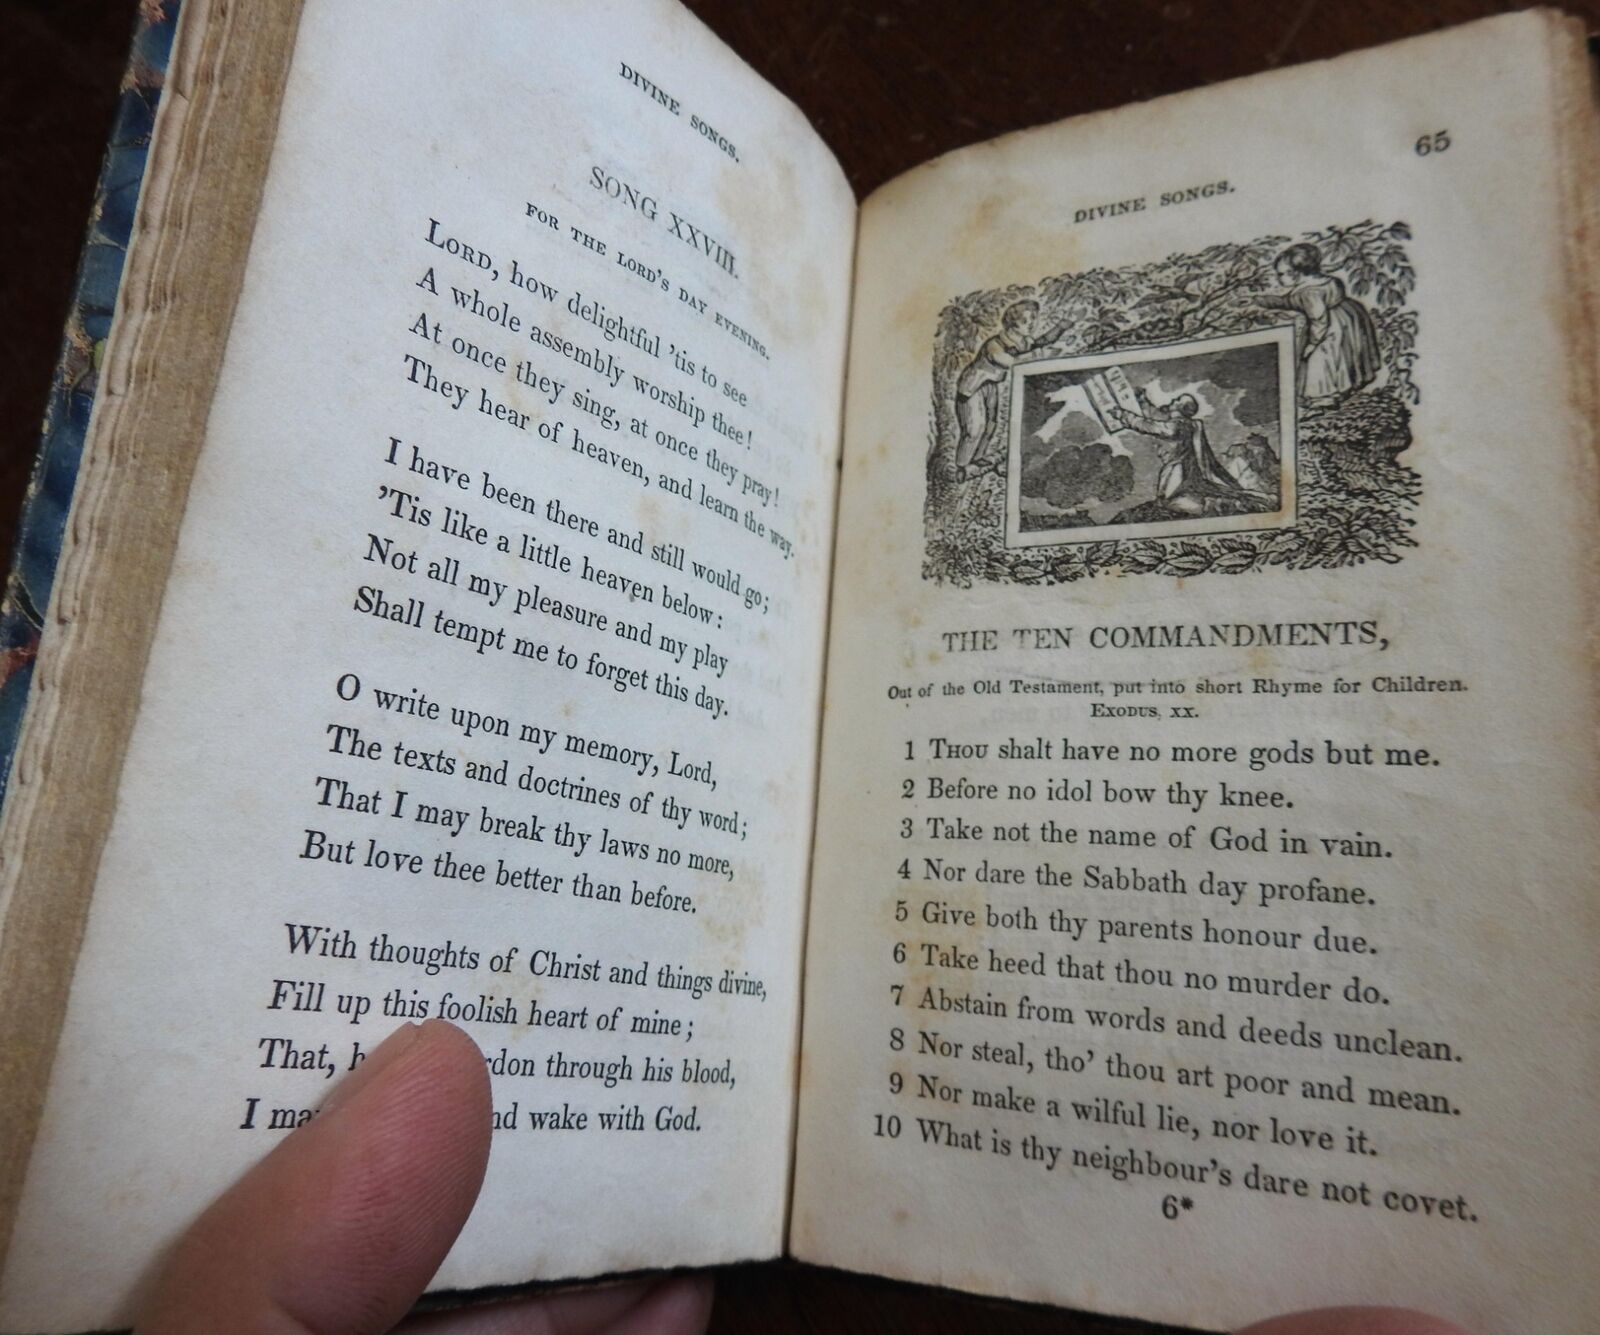 DIVINE SONGS.
SONG XXVIII.
FOR THE LORD'S DAY EVENING.
LORD, how delightful 'tis to see
A whole assembly worship thee!
At once they sing, at once they pray!
They hear of heaven, and learn the way.
I have been there and still would go;
'Tis like a little heaven below:
Not all my pleasure and my play
Shall tempt me to forget this day.
O write upon my memory, Lord,
The texts and doctrines of thy word;
That I may break thy laws no more,
But love thee better than before.
With thoughts of Christ and things divine,
Fill up this foolish heart of mine;
That, through his blood,
I wake with God.
65
DIVINE SONGS.
THE TEN COMMANDMENTS,
Out of the Old Testament, put into short Rhyme for Children.
EXODUS, XX.
1 THOU shalt have no more gods but me.
2 Before no idol bow thy knee.
3 Take not the name of God in vain.
4 Nor dare the Sabbath day profane.
5 Give both thy parents honour due.
6 Take heed that thou no murder do.
7 Abstain from words and deeds unclean.
8 Nor steal, tho' thou art poor and mean.
9 Nor make a wilful lie, nor love it.
10 What is thy neighbour's dare not covet.
6*